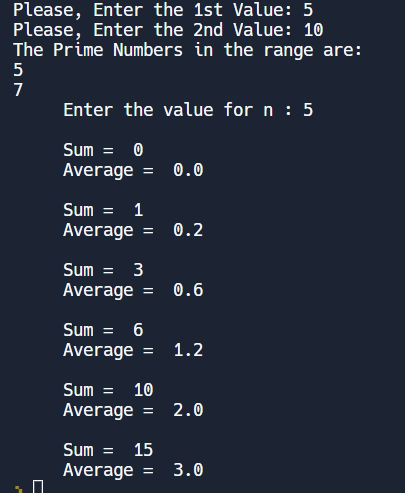 Please, Enter the 1st Value: 5
Please, Enter the 2nd Value: 10
The Prime Numbers in the range are:
5
7
Enter the value for n : 5
Sum =  0
Average =  0.0
Sum =  1
Average =  0.2
Sum =  3
Average =  0.6
Sum =  6
Average =  1.2
Sum =  10
Average =  2.0
Sum =  15
Average =  3.0